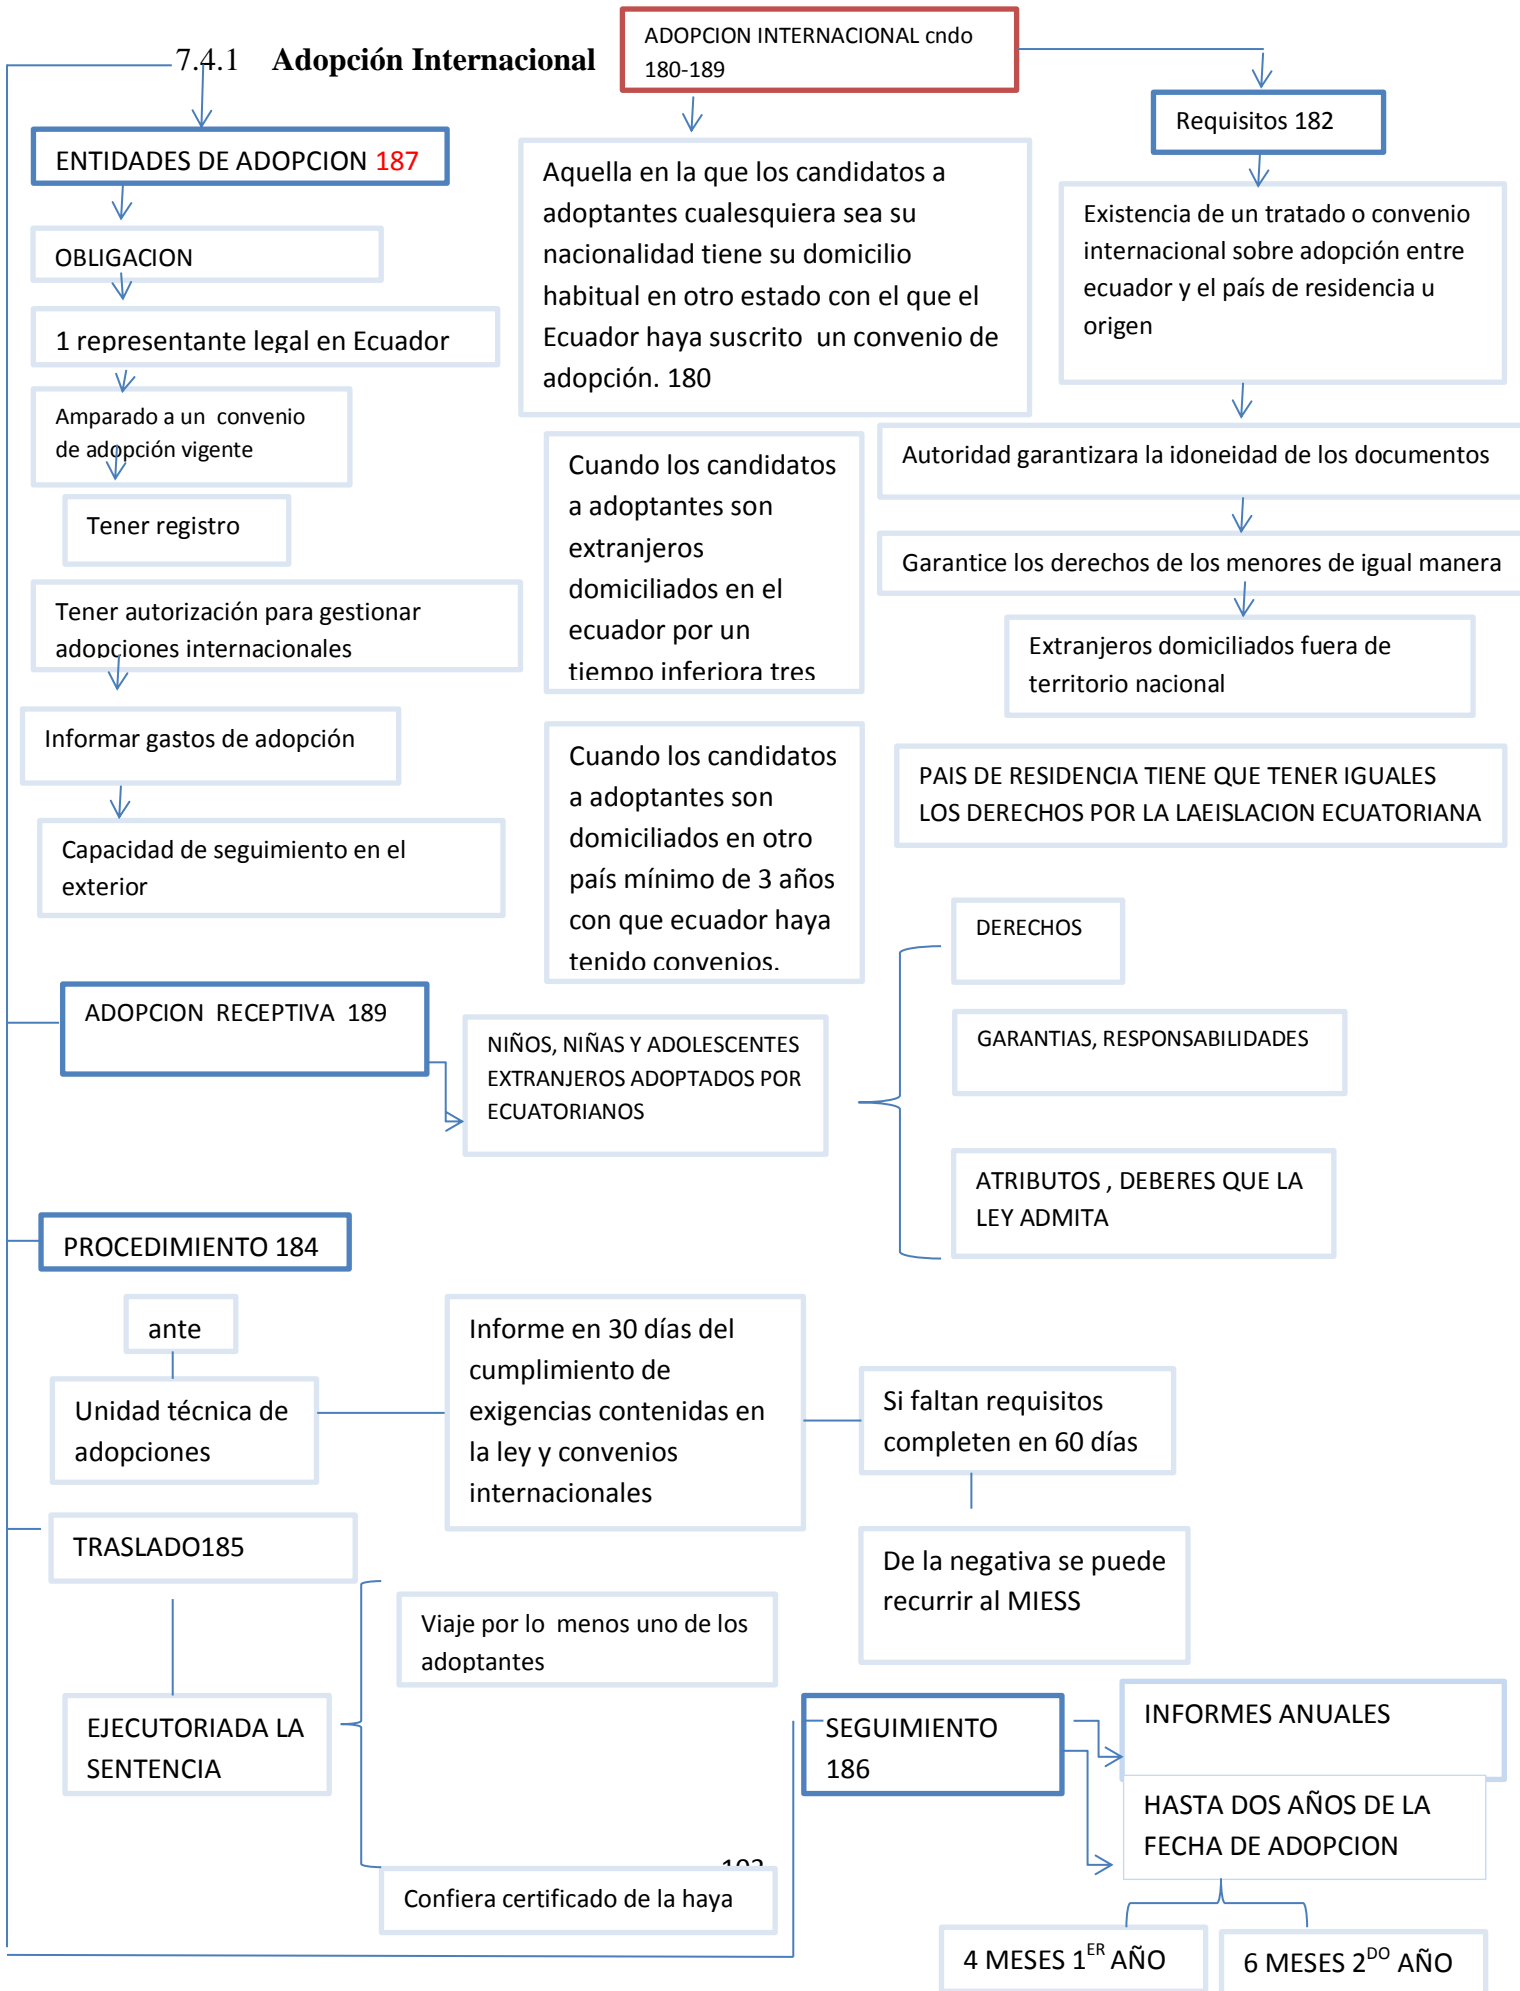 7.4.1 Adopción Internacional
ADOPCION INTERNACIONAL cndo
180-189
ENTIDADES DE ADOPCION 187
OBLIGACION
1 representante legal en Ecuador
Amparado a un convenio
de adopción vigente
Tener registro
Tener autorización para gestionar
adopciones internacionales
Informar gastos de adopción
Capacidad de seguimiento en el
exterior
Aquella en la que los candidatos a
adoptantes cualesquiera sea su
nacionalidad tiene su domicilio
habitual en otro estado con el que el
Ecuador haya suscrito un convenio de
adopción. 180
Cuando los candidatos
a adoptantes son
extranjeros
domiciliados en el
ecuador por un
tiempo inferiora tres
Cuando los candidatos
a adoptantes son
domiciliados en otro
país mínimo de 3 años
con que ecuador haya
tenido convenios.
Requisitos 182
Existencia de un tratado o convenio
internacional sobre adopción entre
ecuador y el país de residencia u
origen
Autoridad garantizara la idoneidad de los documentos
Garantice los derechos de los menores de igual manera
Extranjeros domiciliados fuera de
territorio nacional
PAIS DE RESIDENCIA TIENE QUE TENER IGUALES
LOS DERECHOS POR LA LAEISLACION ECUATORIANA
ADOPCION RECEPTIVA 189
NIÑOS, NIÑAS Y ADOLESCENTES
EXTRANJEROS ADOPTADOS POR
ECUATORIANOS
DERECHOS
GARANTIAS, RESPONSABILIDADES
ATRIBUTOS , DEBERES QUE LA
LEY ADMITA
PROCEDIMIENTO 184
ante
Unidad técnica de
adopciones
Informe en 30 días del
cumplimiento de
exigencias contenidas en
la ley y convenios
internacionales
Si faltan requisitos
completen en 60 días
De la negativa se puede
recurrir al MIESS
TRASLADO185
EJECUTORIADA LA
SENTENCIA
Viaje por lo menos uno de los
adoptantes
Confiera certificado de la haya
SEGUIMIENTO
186
INFORMES ANUALES
HASTA DOS AÑOS DE LA
FECHA DE ADOPCION
4 MESES 1ER AÑO
6 MESES 2DO AÑO